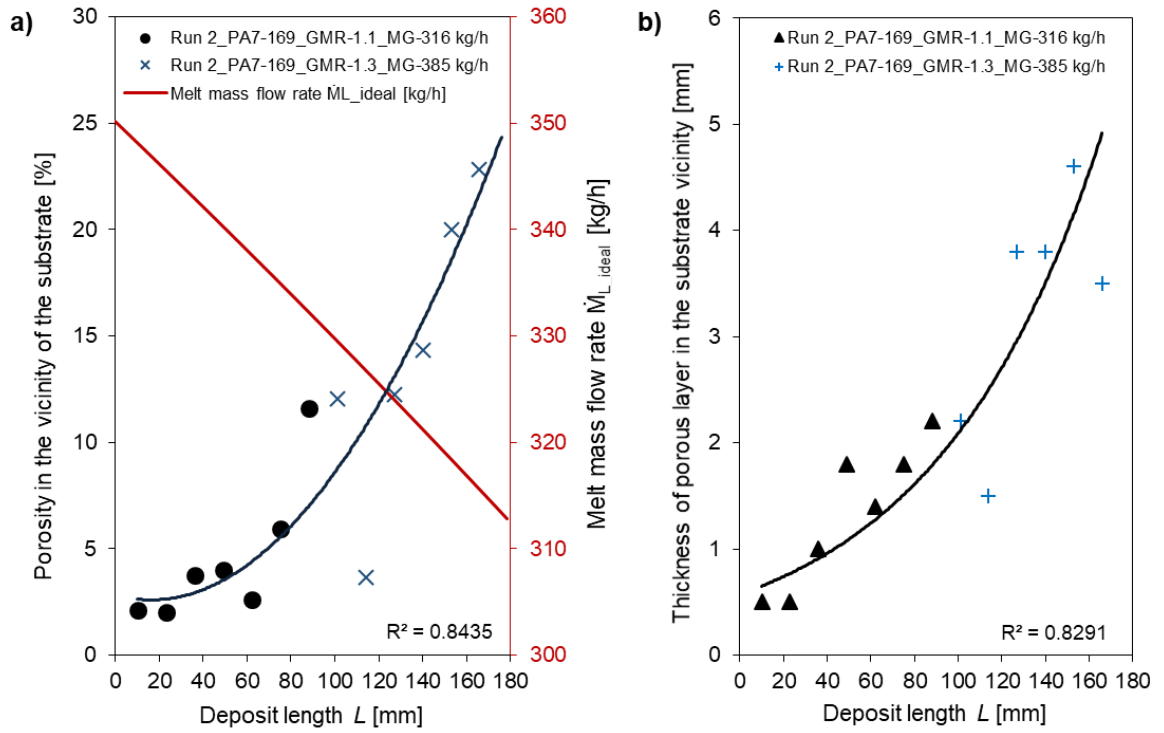 a)
Run 2_PA7-169_GMR-1.1_MG-316 kg/h
Run 2_PA7-169_GMR-1.3_MG-385 kg/h
Melt mass flow rate ṀL_ideal [kg/h]
Porosity in the vicinity of the substrate [%]
30
25
20
15
10
5
0
360
350
340
330
320
310
300
Melt mass flow rate Ṁ_L_ideal [kg/h]
R² = 0.8435
0 20 40 60 80 100 120 140 160 180
Deposit length L [mm]
b)
Run 2_PA7-169_GMR-1.1_MG-316 kg/h
Run 2_PA7-169_GMR-1.3_MG-385 kg/h
Thickness of porous layer in the substrate vicinity [mm]
6
5
4
3
2
1
0
R² = 0.8291
0 20 40 60 80 100 120 140 160 180
Deposit length L [mm]